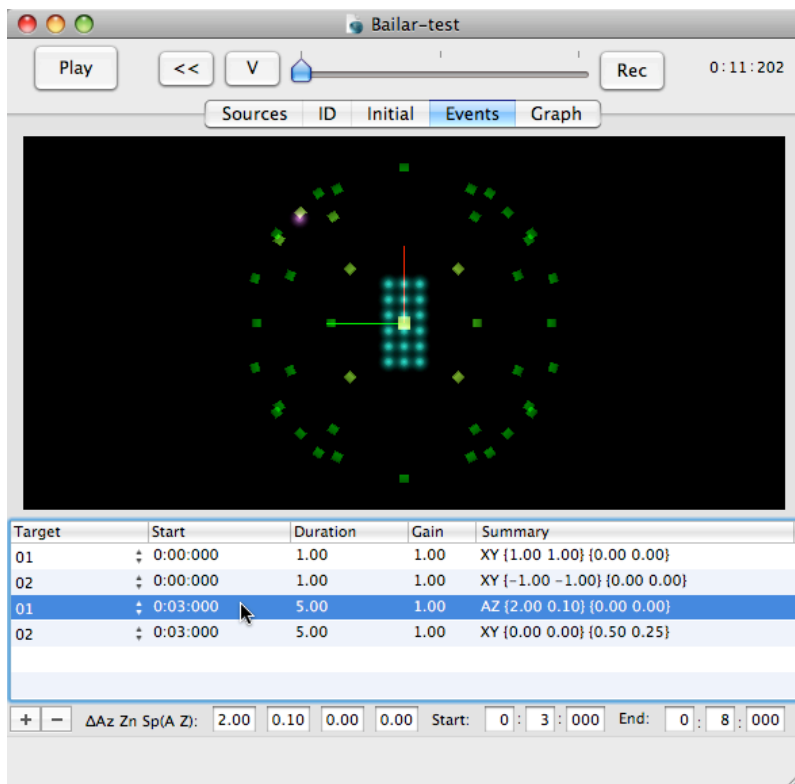 Bailar-test
Play << V Rec 0:11:202
Sources ID Initial Events Graph
Target Start Duration Gain Summary
01 0:00:000 1.00 1.00 XY {1.00 1.00} {0.00 0.00}
02 0:00:000 1.00 1.00 XY {-1.00 -1.00} {0.00 0.00}
01 0:03:000 5.00 1.00 AZ {2.00 0.10} {0.00 0.00}
02 0:03:000 5.00 1.00 XY {0.00 0.00} {0.50 0.25}
+ − ΔAz Zn Sp(A Z): 2.00 0.10 0.00 0.00 Start: 0 : 3 : 000 End: 0 : 8 : 000